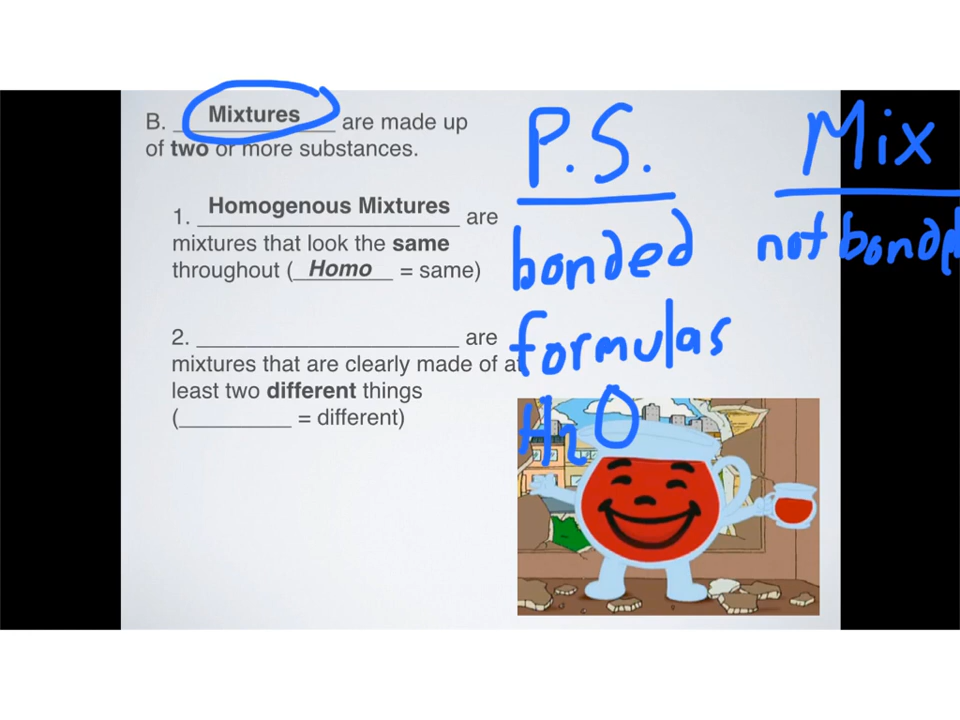 B. Mixtures are made up
of two or more substances.
1. Homogenous Mixtures are
mixtures that look the same
throughout (Homo = same)
2. ____________________ are
mixtures that are clearly made of at
least two different things
(_________ = different)
P.S.
bonded
formulas
H2O
Mix
not bonded